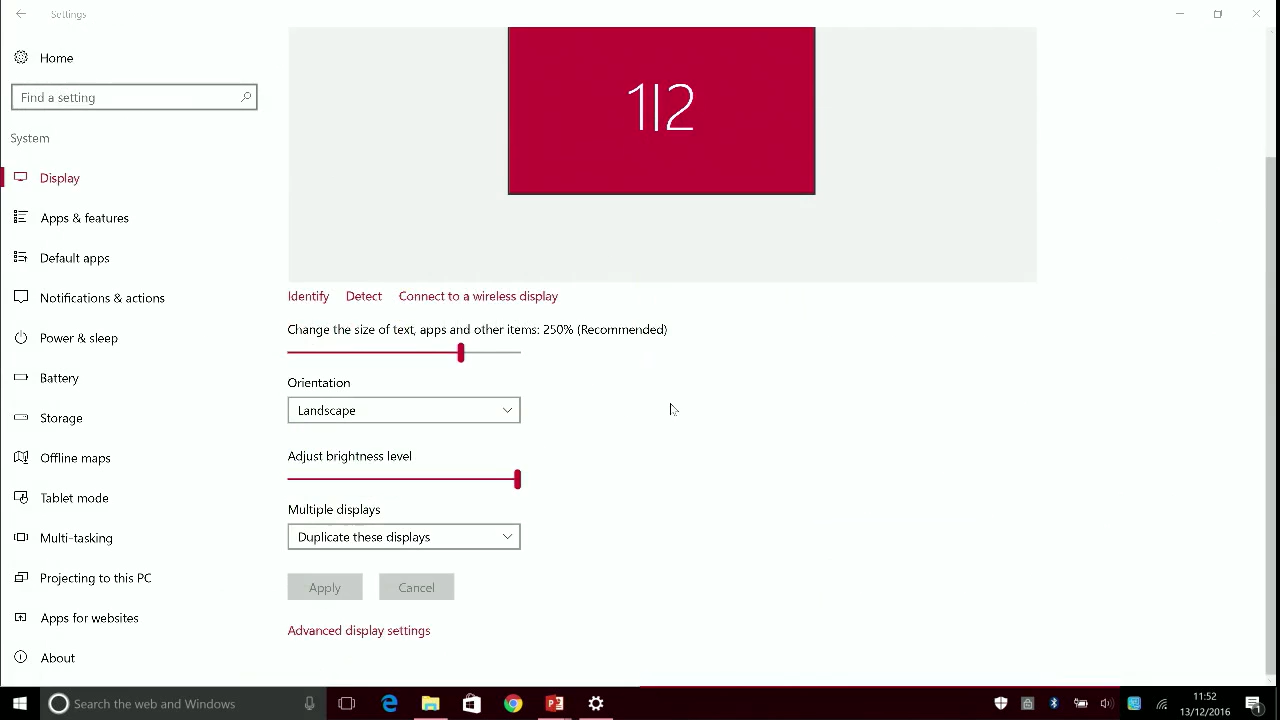 Settings
Home
Find a setting
System
Display
Apps & features
Default apps
Notifications & actions
Power & sleep
Battery
Storage
Offline maps
Tablet mode
Multi-tasking
Projecting to this PC
Apps for websites
About
1|2
Identify Detect Connect to a wireless display
Change the size of text, apps and other items: 250% (Recommended)
Orientation
Landscape
Adjust brightness level
Multiple displays
Duplicate these displays
Apply Cancel
Advanced display settings
Search the web and Windows
11:52
13/12/2016
1